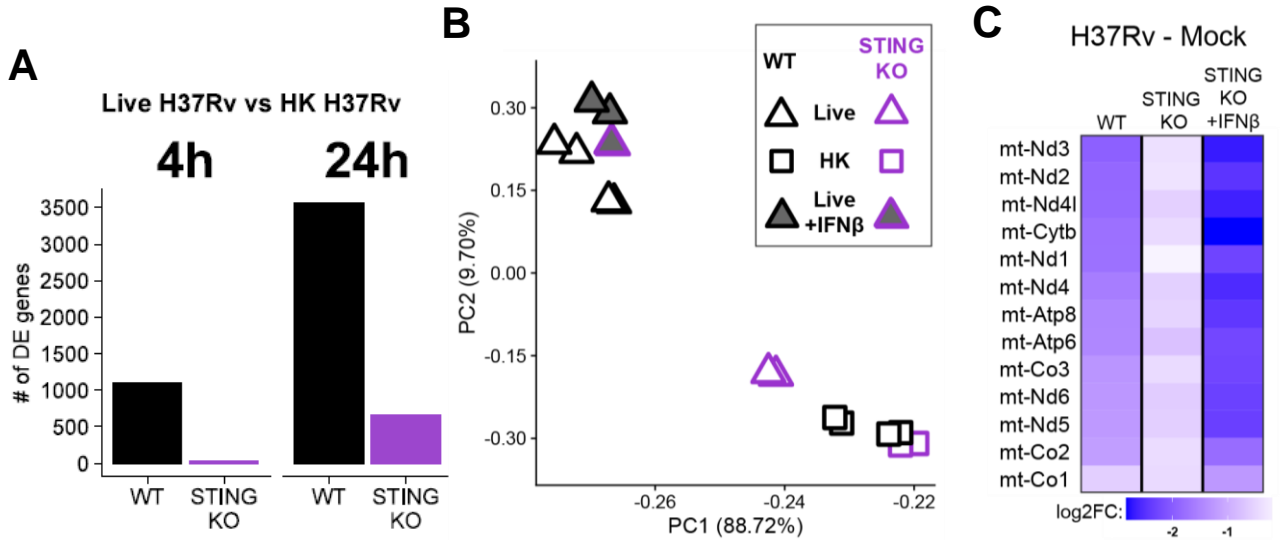 A
Live H37Rv vs HK H37Rv
4h
24h
# of DE genes
3500
3000
2500
2000
1500
1000
500
0
WT
STING
KO
WT
STING
KO
B
WT
STING
KO
Live
HK
Live
+IFNβ
PC2 (9.70%)
0.30
0.15
0.00
-0.15
-0.30
-0.26
-0.24
-0.22
PC1 (88.72%)
C
H37Rv - Mock
WT
STING
KO
STING
KO
+IFNβ
mt-Nd3
mt-Nd2
mt-Nd4l
mt-Cytb
mt-Nd1
mt-Nd4
mt-Atp8
mt-Atp6
mt-Co3
mt-Nd6
mt-Nd5
mt-Co2
mt-Co1
log2FC:
-2
-1